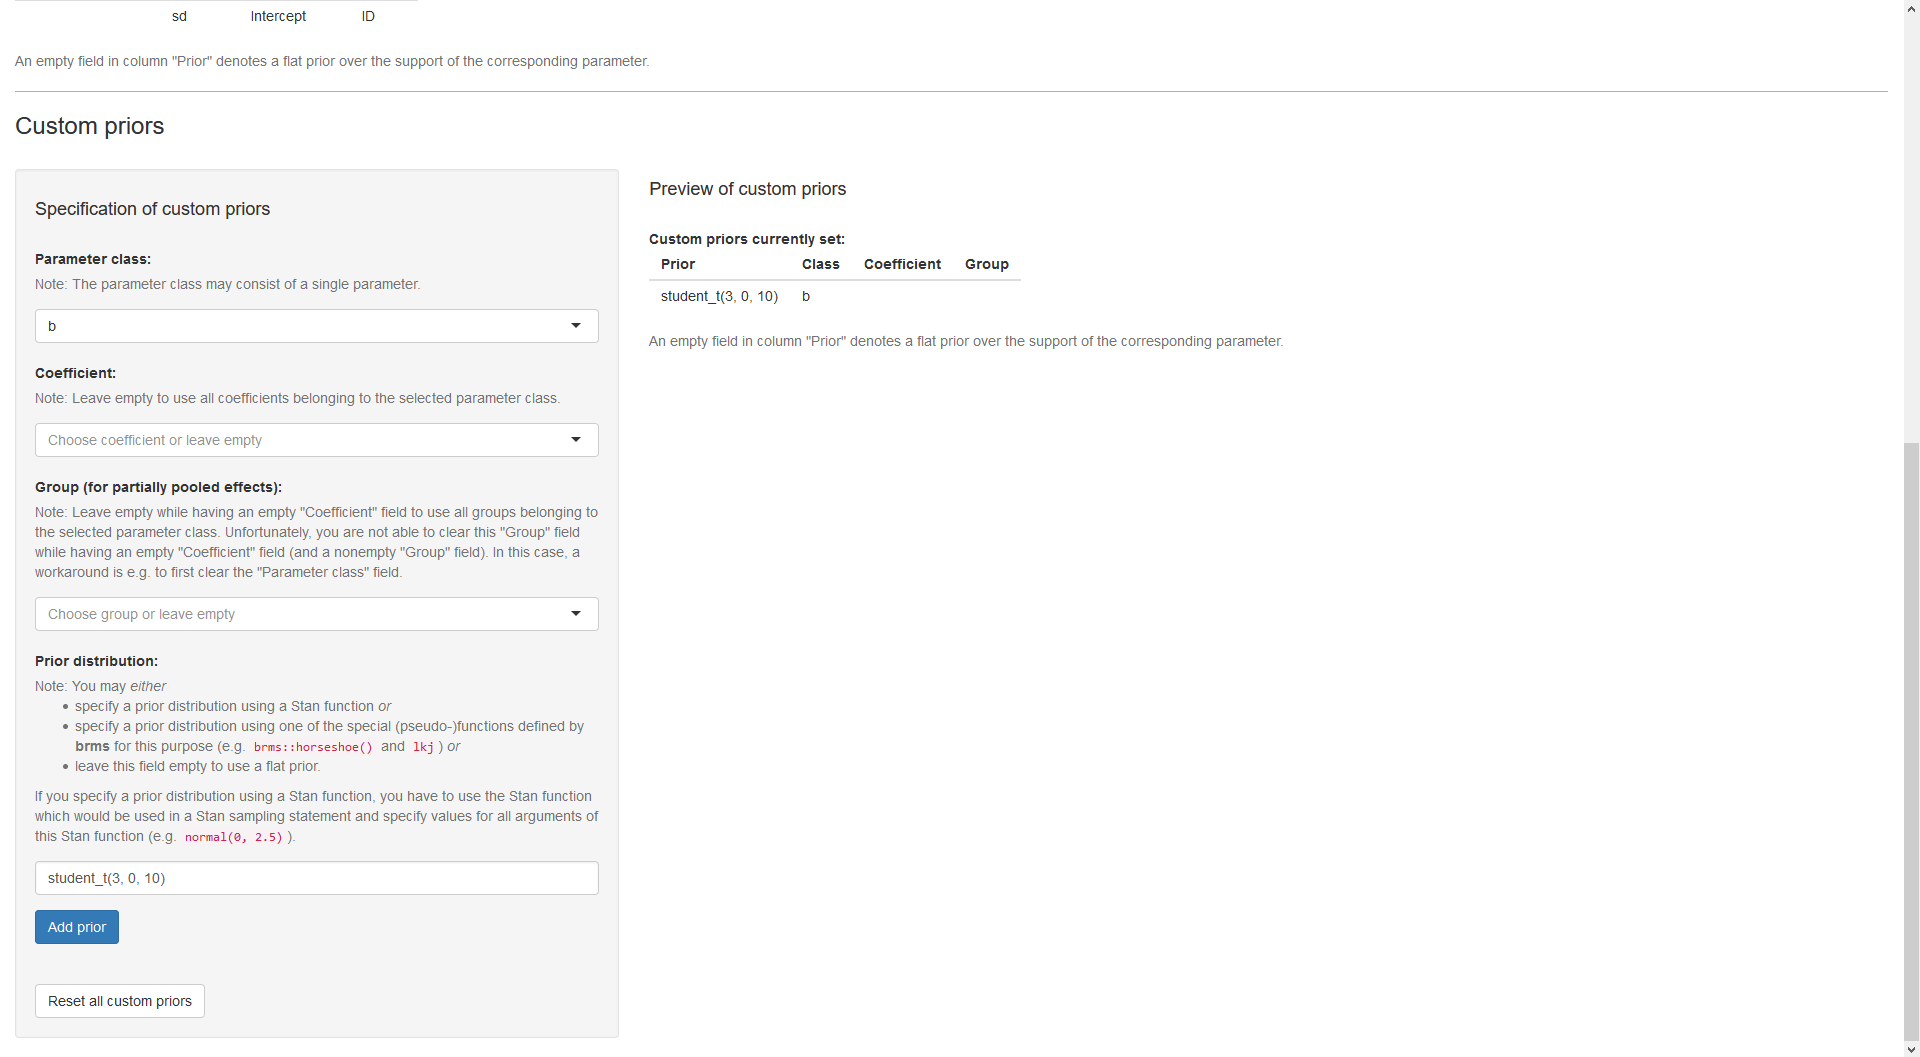 sd Intercept ID
An empty field in column "Prior" denotes a flat prior over the support of the corresponding parameter.
Custom priors
Specification of custom priors
Parameter class:
Note: The parameter class may consist of a single parameter.
b
Coefficient:
Note: Leave empty to use all coefficients belonging to the selected parameter class.
Choose coefficient or leave empty
Group (for partially pooled effects):
Note: Leave empty while having an empty "Coefficient" field to use all groups belonging to
the selected parameter class. Unfortunately, you are not able to clear this "Group" field
while having an empty "Coefficient" field (and a nonempty "Group" field). In this case, a
workaround is e.g. to first clear the "Parameter class" field.
Choose group or leave empty
Prior distribution:
Note: You may either
• specify a prior distribution using a Stan function or
• specify a prior distribution using one of the special (pseudo-)functions defined by
brms for this purpose (e.g. brms::horseshoe() and lkj) or
• leave this field empty to use a flat prior.
If you specify a prior distribution using a Stan function, you have to use the Stan function
which would be used in a Stan sampling statement and specify values for all arguments of
this Stan function (e.g. normal(0, 2.5)).
student_t(3, 0, 10)
Add prior
Reset all custom priors
Preview of custom priors
Custom priors currently set:
Prior Class Coefficient Group
student_t(3, 0, 10) b
An empty field in column "Prior" denotes a flat prior over the support of the corresponding parameter.